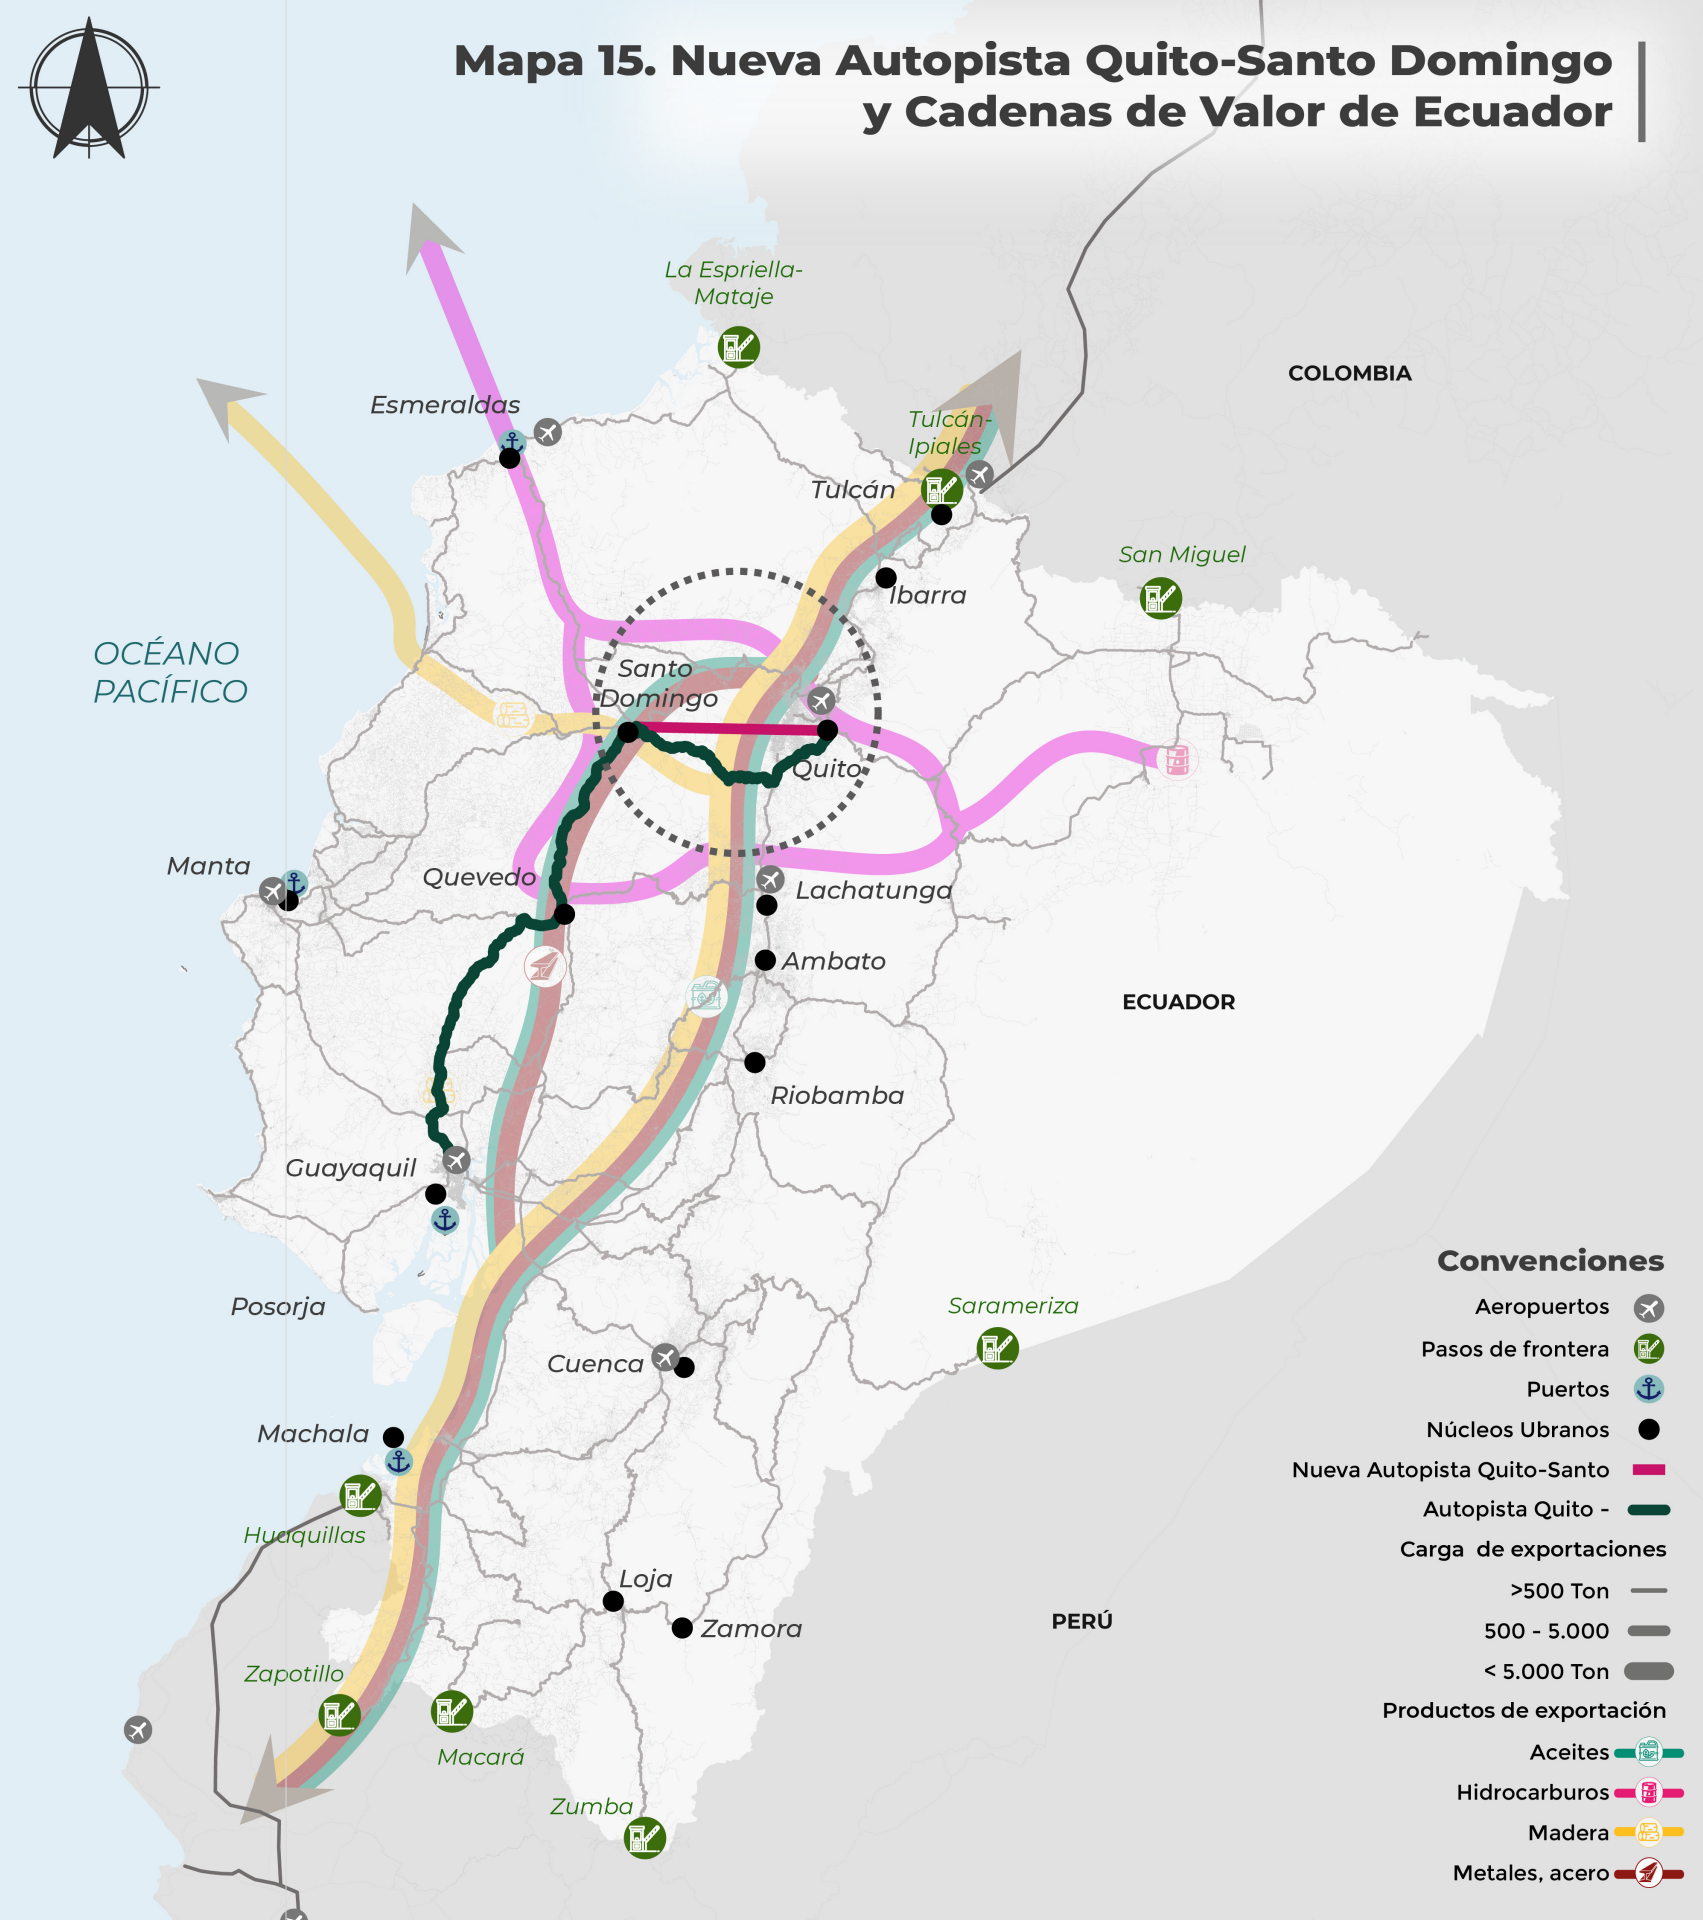 Mapa 15. Nueva Autopista Quito-Santo Domingo
y Cadenas de Valor de Ecuador
La Espriella-
Mataje
COLOMBIA
Esmeraldas
Tulcán-
Ipiales
Tulcán
San Miguel
Ibarra
OCÉANO
PACÍFICO
Santo
Domingo
Quito
Manta
Quevedo
Lachatunga
Ambato
ECUADOR
Riobamba
Guayaquil
Posorja
Sarameriza
Cuenca
Machala
Huaquillas
Loja
Zamora
PERÚ
Zapotillo
Macará
Zumba
Convenciones
Aeropuertos
Pasos de frontera
Puertos
Núcleos Ubranos
Nueva Autopista Quito-Santo
Autopista Quito -
Carga  de exportaciones
>500 Ton
500 - 5.000
< 5.000 Ton
Productos de exportación
Aceites
Hidrocarburos
Madera
Metales, acero